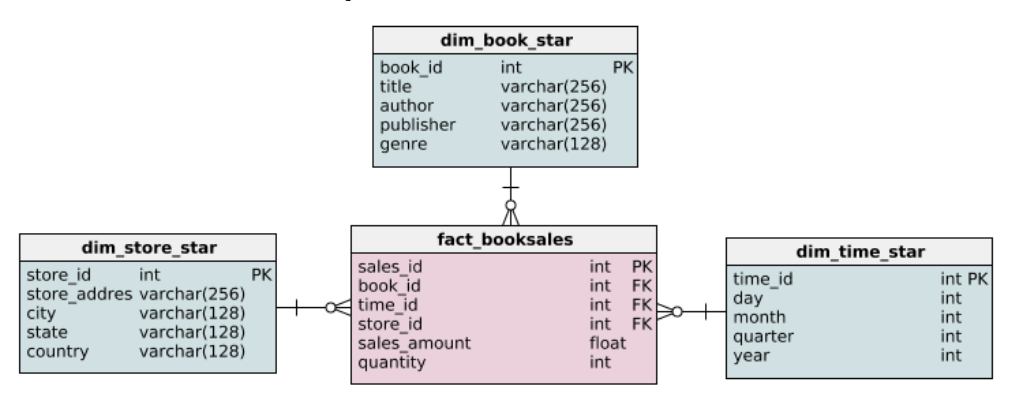 dim_book_star
book_id int PK
title varchar(256)
author varchar(256)
publisher varchar(256)
genre varchar(128)
dim_store_star
store_id int PK
store_addres varchar(256)
city varchar(128)
state varchar(128)
country varchar(128)
fact_booksales
sales_id int PK
book_id int FK
time_id int FK
store_id int FK
sales_amount float
quantity int
dim_time_star
time_id int PK
day int
month int
quarter int
year int